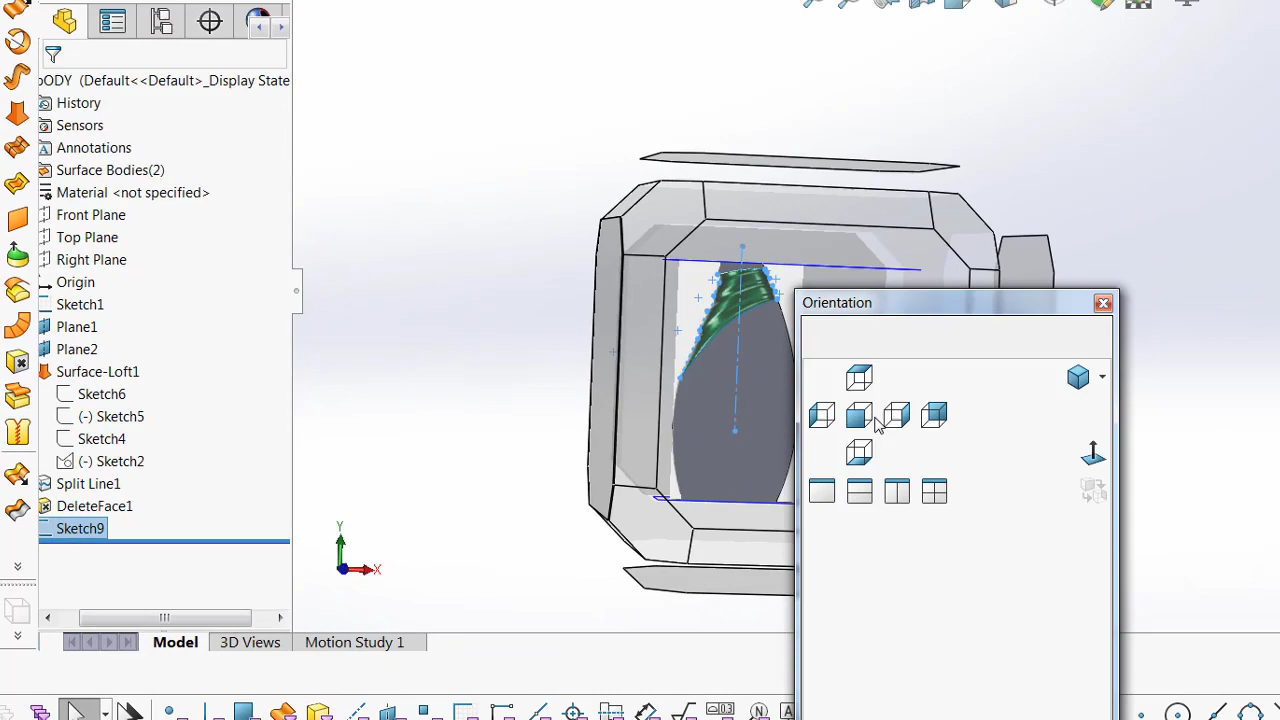 oODY (Default<<Default>_Display State
History
Sensors
Annotations
Surface Bodies(2)
Material <not specified>
Front Plane
Top Plane
Right Plane
Origin
Sketch1
Plane1
Plane2
Surface-Loft1
Sketch6
(-) Sketch5
Sketch4
(-) Sketch2
Split Line1
DeleteFace1
Sketch9
Y
X
Orientation
Model
3D Views
Motion Study 1